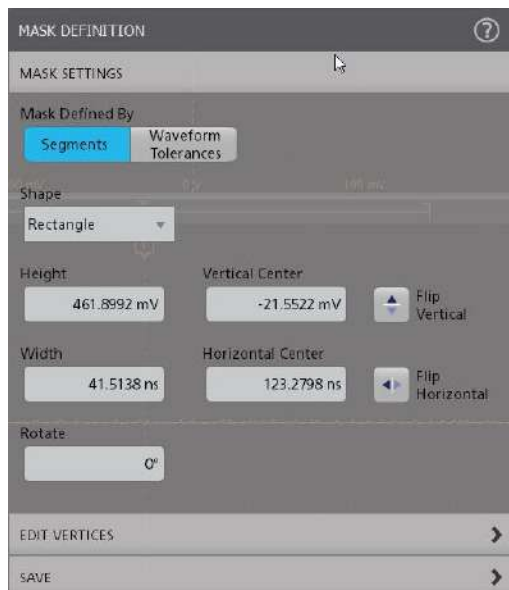 MASK DEFINITION ?
MASK SETTINGS
Mask Defined By
Segments
Waveform
Tolerances
0 V
Shape
Rectangle
Height Vertical Center
461.8992 mV -21.5522 mV
Flip
Vertical
Width Horizontal Center
41.5138 ns 123.2798 ns
Flip
Horizontal
Rotate
0°
EDIT VERTICES
SAVE